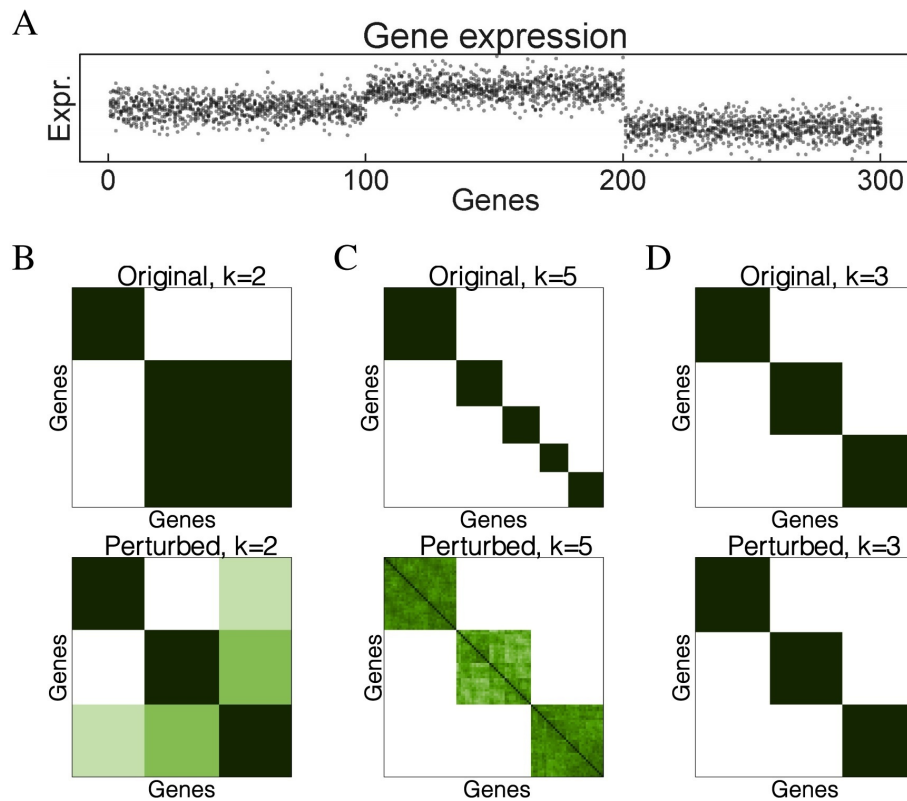 A
Gene expression
Expr.
0 100 200 300
Genes
B C D
Original, k=2 Original, k=5 Original, k=3
Genes Genes Genes
Genes Genes Genes
Perturbed, k=2 Perturbed, k=5 Perturbed, k=3
Genes Genes Genes
Genes Genes Genes